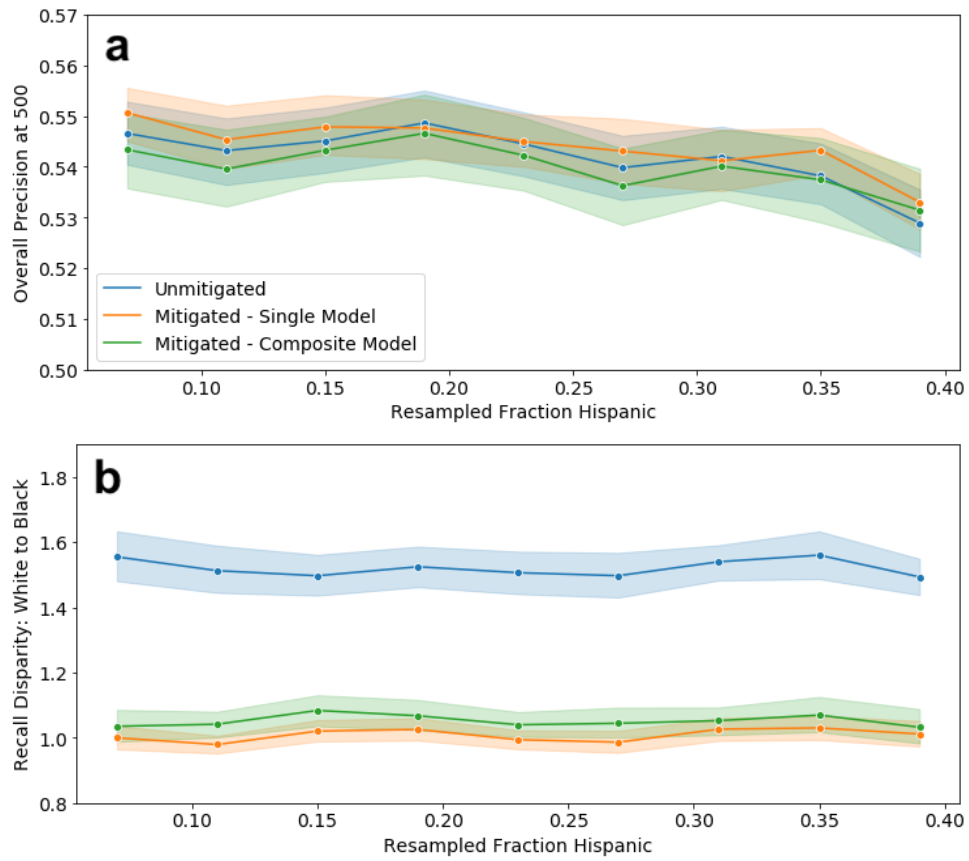 a
0.57
0.56
0.55
0.54
0.53
0.52
0.51
0.50
Overall Precision at 500
Unmitigated
Mitigated - Single Model
Mitigated - Composite Model
0.10 0.15 0.20 0.25 0.30 0.35 0.40
Resampled Fraction Hispanic
b
1.8
1.6
1.4
1.2
1.0
0.8
Recall Disparity: White to Black
0.10 0.15 0.20 0.25 0.30 0.35 0.40
Resampled Fraction Hispanic